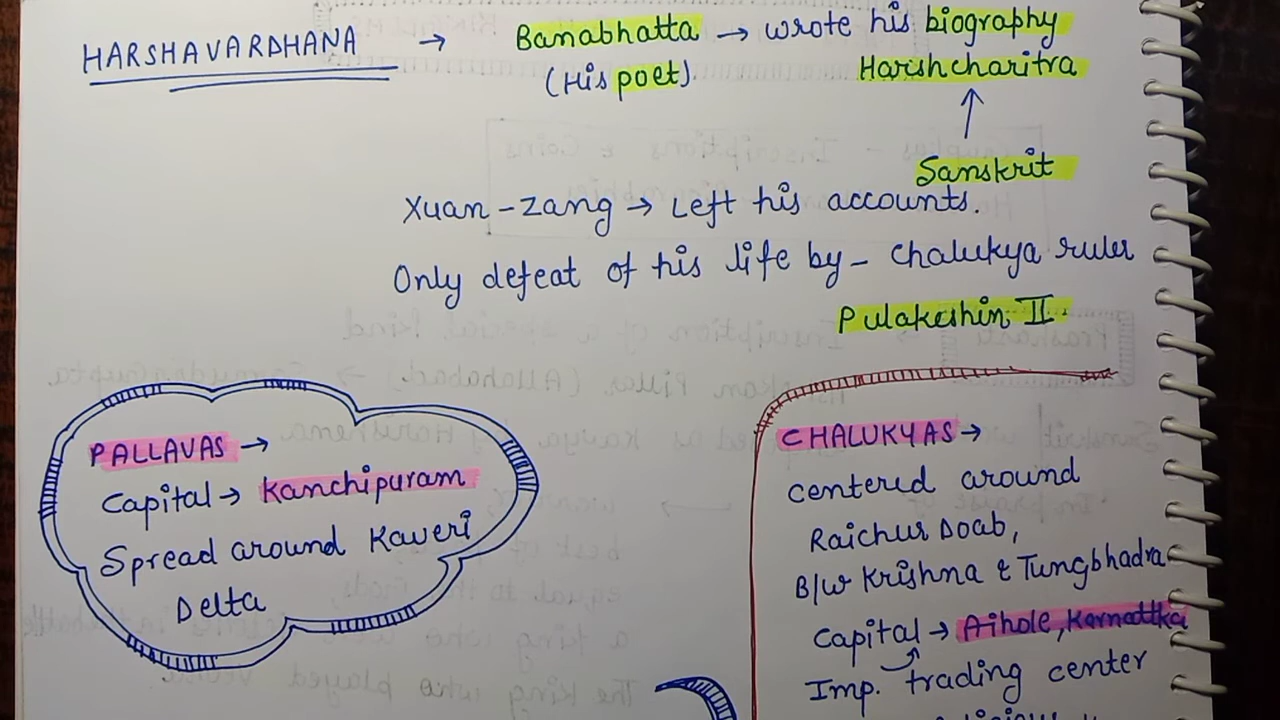 HARSHAVARDHANA → Banabhatta → wrote his biography
(His poet) Harshcharitra
Sanskrit
Xuan-Zang → Left his accounts.
Only defeat of his life by - Chalukya ruler
Pulakeshin II.
PALLAVAS →
Capital → Kanchipuram
Spread around Kaveri
Delta
CHALUKYAS →
centered around
Raichur Doab,
B/w Krishna & Tungbhadra
Capital → Aihole, Karnattka
Imp. trading center